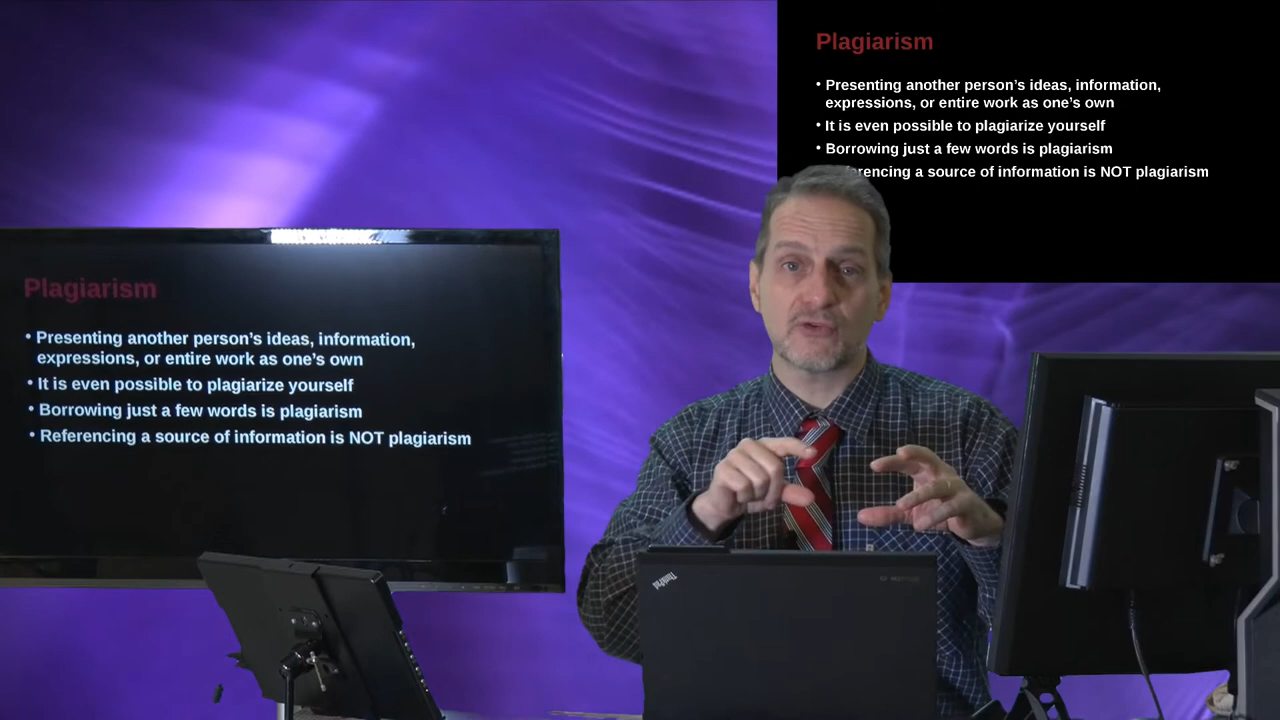 Plagiarism
• Presenting another person's ideas, information,
expressions, or entire work as one's own
• It is even possible to plagiarize yourself
• Borrowing just a few words is plagiarism
• Referencing a source of information is NOT plagiarism
Plagiarism
• Presenting another person's ideas, information,
expressions, or entire work as one's own
• It is even possible to plagiarize yourself
• Borrowing just a few words is plagiarism
erencing a source of information is NOT plagiarism
ThinkPad